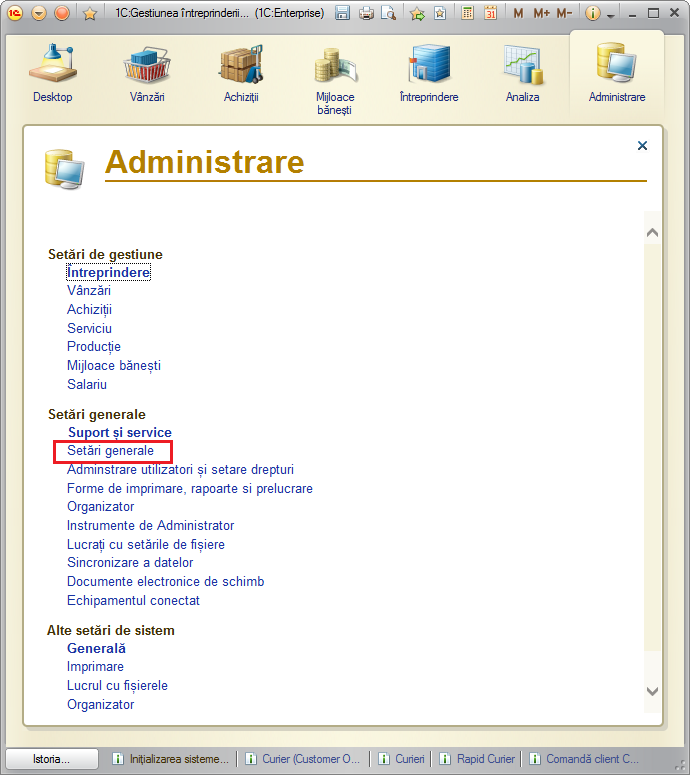 1C:Gestiunea întreprinderii... (1C:Enterprise)
M M+ M-
Desktop
Vânzări
Achiziții
Mijloace bănești
Întreprindere
Analiza
Administrare
Administrare
Setări de gestiune
Întreprindere
Vânzări
Achiziții
Serviciu
Producție
Mijloace bănești
Salariu
Setări generale
Suport și service
Setări generale
Adminstrare utilizatori și setare drepturi
Forme de imprimare, rapoarte si prelucrare
Organizator
Instrumente de Administrator
Lucrați cu setările de fișiere
Sincronizare a datelor
Documente electronice de schimb
Echipamentul conectat
Alte setări de sistem
Generală
Imprimare
Lucrul cu fișierele
Organizator
Istoria...
Inițializarea sisteme...
Curier (Customer O...
Curieri
Rapid Curier
Comandă client C...